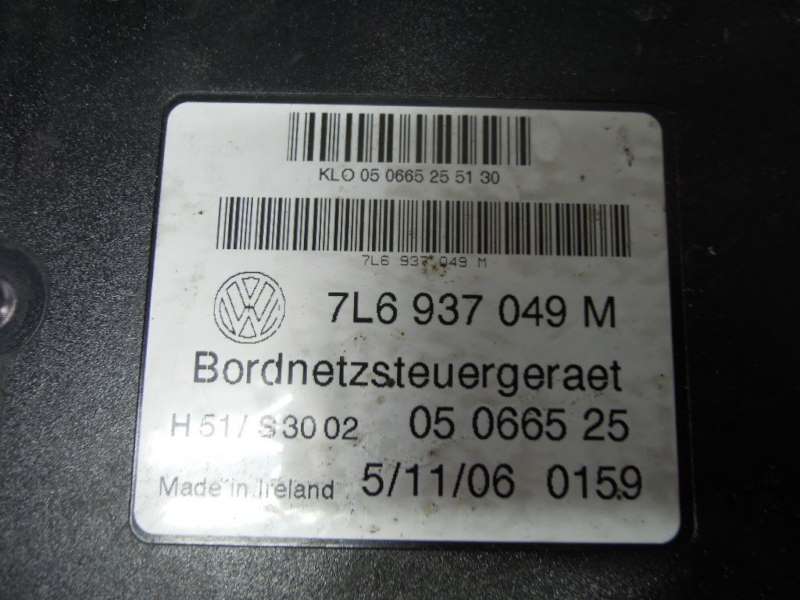 KLO 05 0665 25 51 30
7L6 937 049 M
7L6 937 049 M
Bordnetzsteuergeraet
H 51 / S 30 02 05 0665 25
Made in Ireland 5/11/06 0159